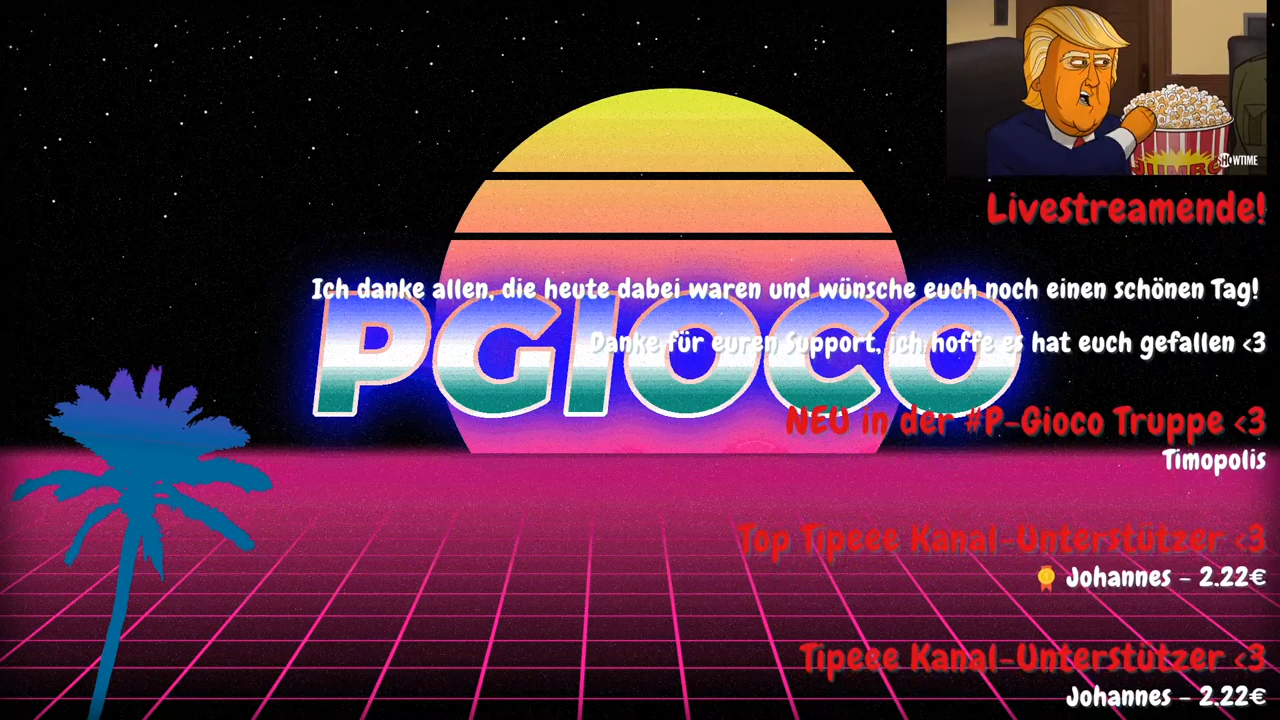 JUMBO
SHOWTIME
Livestreamende!
Ich danke allen, die heute dabei waren und wünsche euch noch einen schönen Tag!
PGIOCO
Danke für euren Support, ich hoffe es hat euch gefallen <3
NEU in der #P-Gioco Truppe <3
Timopolis
Top Tipeee Kanal-Unterstützer <3
Johannes - 2.22€
Tipeee Kanal-Unterstützer <3
Johannes - 2.22€